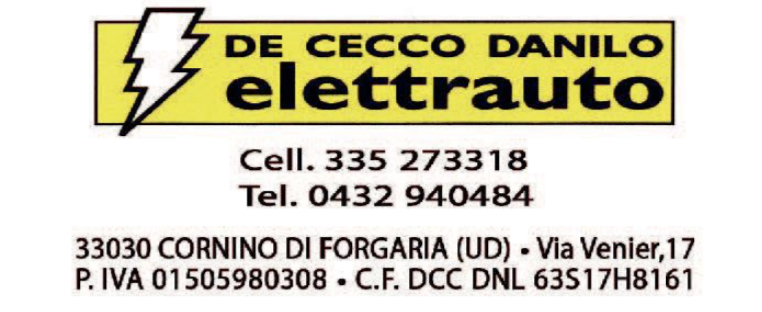 DE CECCO DANILO
elettrauto
Cell. 335 273318
Tel. 0432 940484
33030 CORNINO DI FORGARIA (UD) • Via Venier,17
P. IVA 01505980308 • C.F. DCC DNL 63S17H8161